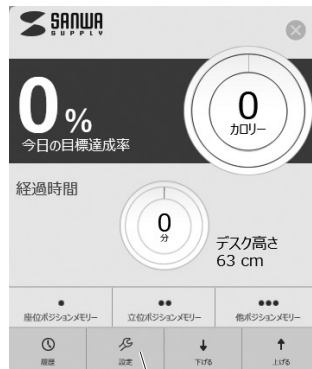 SANWA
SUPPLY
0%
今日の目標達成率
0
カロリー
経過時間
0
分
デスク高さ
63 cm
座位ポジションメモリー
立位ポジションメモリー
他ポジションメモリー
履歴
設定
下げる
上げる